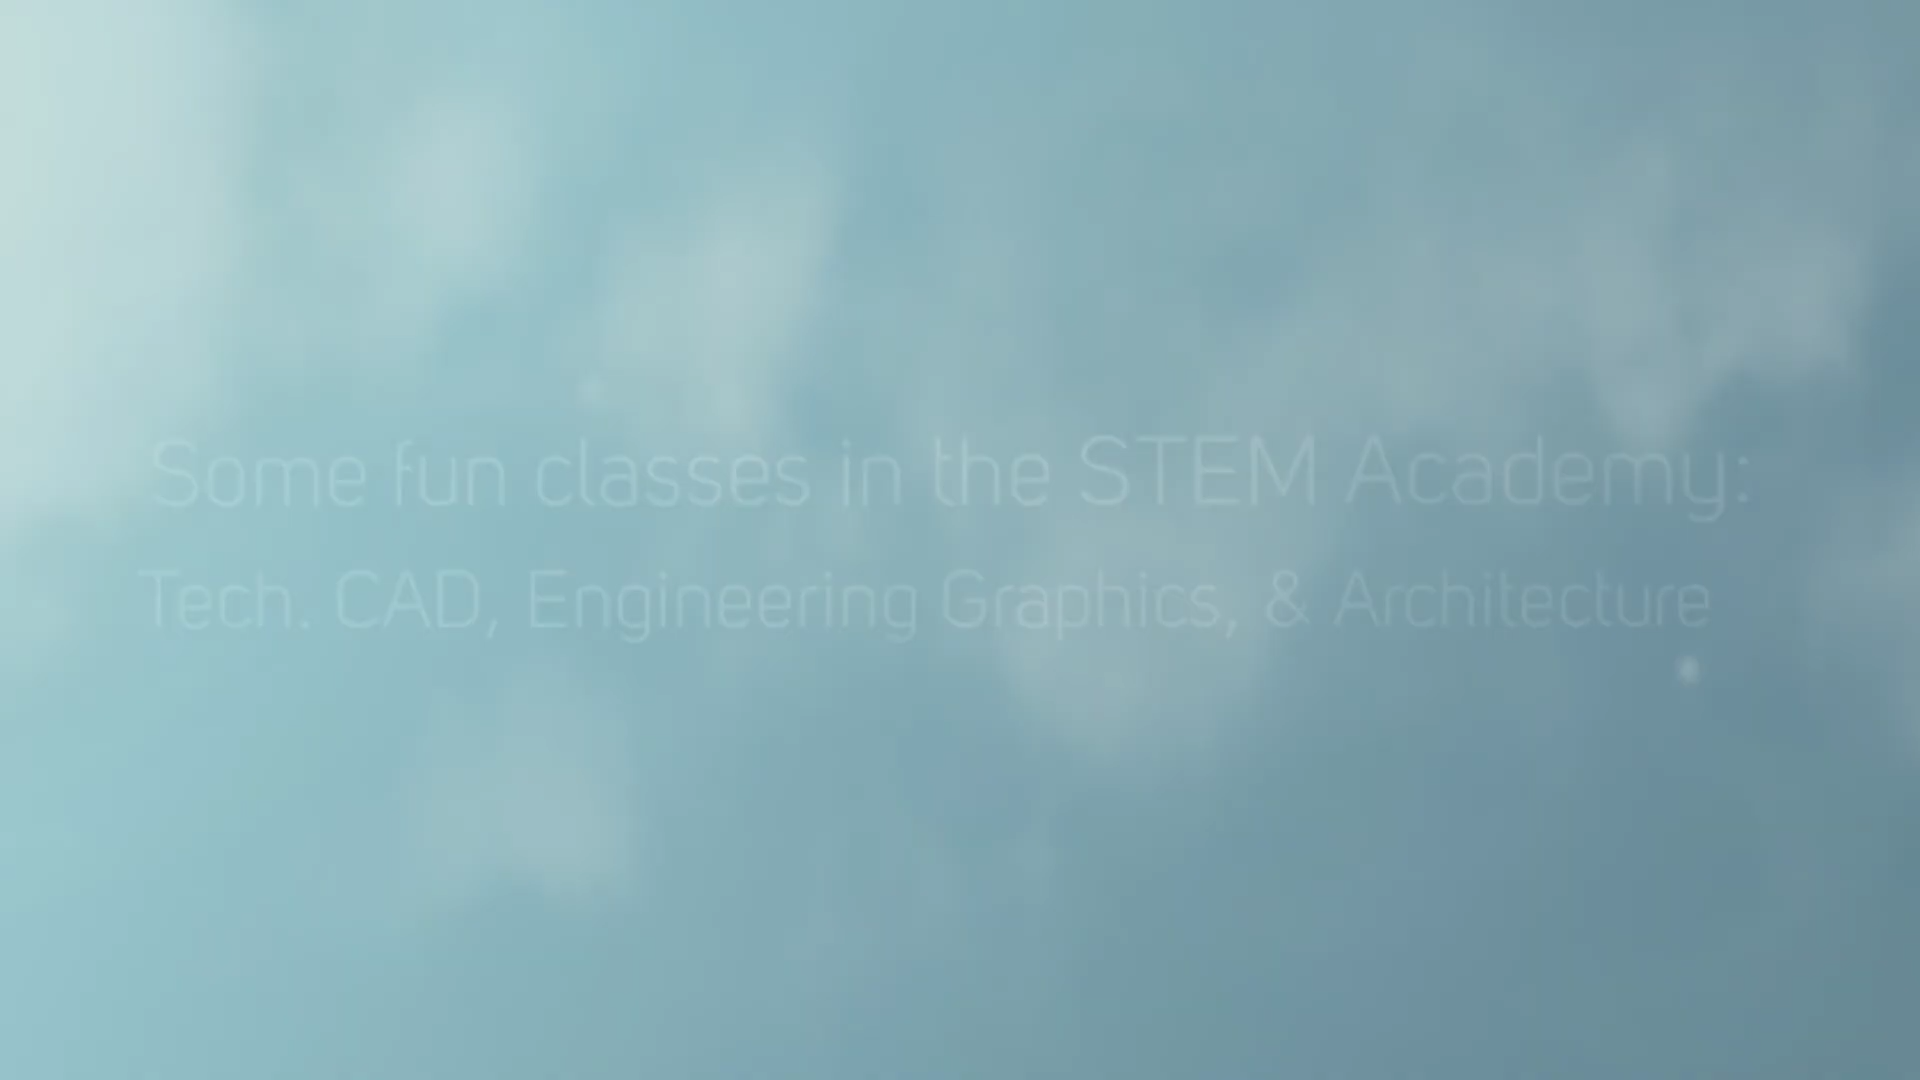 Some fun classes in the STEM Academy:
Tech. CAD, Engineering Graphics, & Architecture